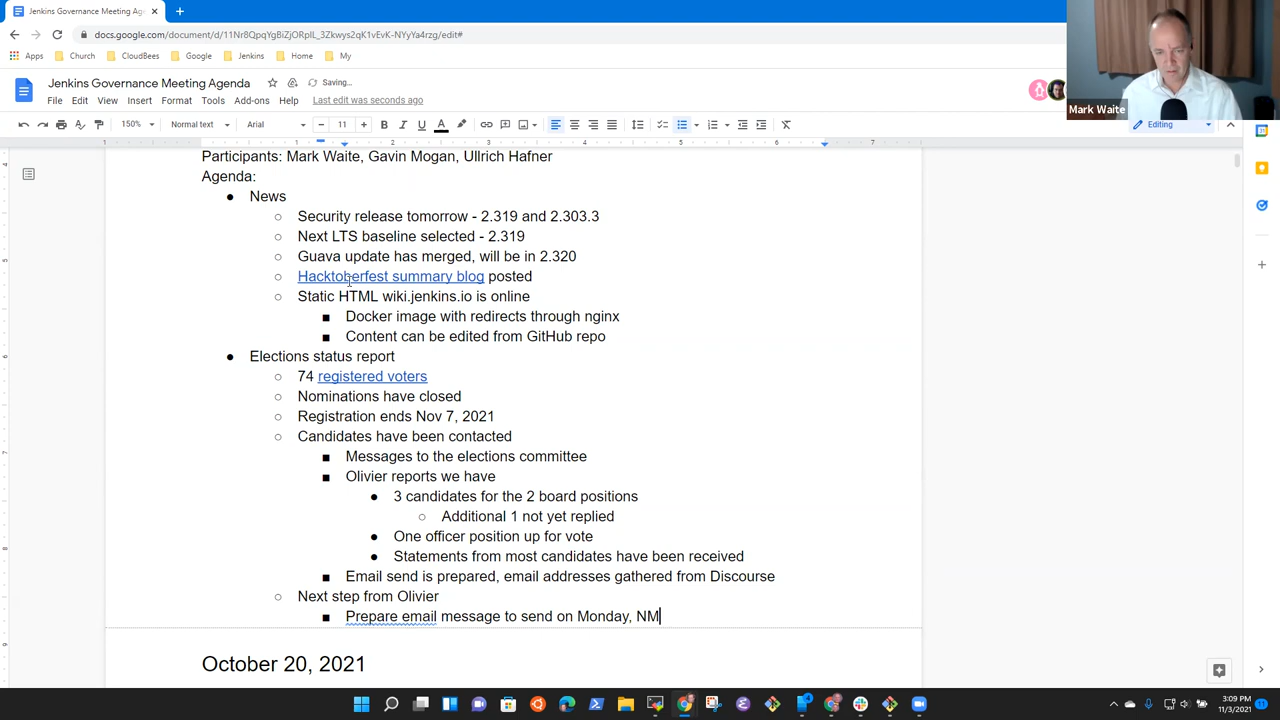 Jenkins Governance Meeting Ag
docs.google.com/document/d/11Nr8QpqYgBiZjORpIL_3Zkwys2qK1vEvK-NYyYa4rzg/edit#
Apps Church CloudBees Google Jenkins Home My
Jenkins Governance Meeting Agenda Saving...
File Edit View Insert Format Tools Add-ons Help Last edit was seconds ago
Mark Waite
150% Normal text Arial 11 Editing
1 1 2 3 4 5 6 7
Participants: Mark Waite, Gavin Mogan, Ullrich Hafner
Agenda:
● News
○ Security release tomorrow - 2.319 and 2.303.3
○ Next LTS baseline selected - 2.319
○ Guava update has merged, will be in 2.320
○ Hacktoberfest summary blog posted
○ Static HTML wiki.jenkins.io is online
■ Docker image with redirects through nginx
■ Content can be edited from GitHub repo
● Elections status report
○ 74 registered voters
○ Nominations have closed
○ Registration ends Nov 7, 2021
○ Candidates have been contacted
■ Messages to the elections committee
■ Olivier reports we have
● 3 candidates for the 2 board positions
○ Additional 1 not yet replied
● One officer position up for vote
● Statements from most candidates have been received
■ Email send is prepared, email addresses gathered from Discourse
○ Next step from Olivier
■ Prepare email message to send on Monday, NM
October 20, 2021
3:09 PM
11/3/2021